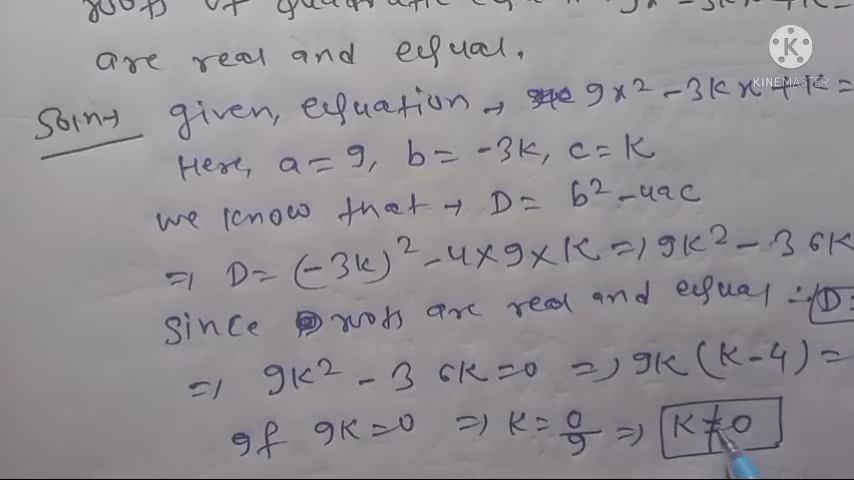 are real and equal.
K
KINEMASTER
Soln→ given, equation → 9x² - 3kx + k =
Here, a = 9, b = -3k, c = k
we know that → D = b² - 4ac
⇒ D = (-3k)² - 4×9×k ⇒ 9k² - 36k
Since roots are real and equal ∴ D =
⇒ 9k² - 36k = 0 ⇒ 9k(k-4) =
If 9k = 0 ⇒ k = 0/9 ⇒ k ≠ 0